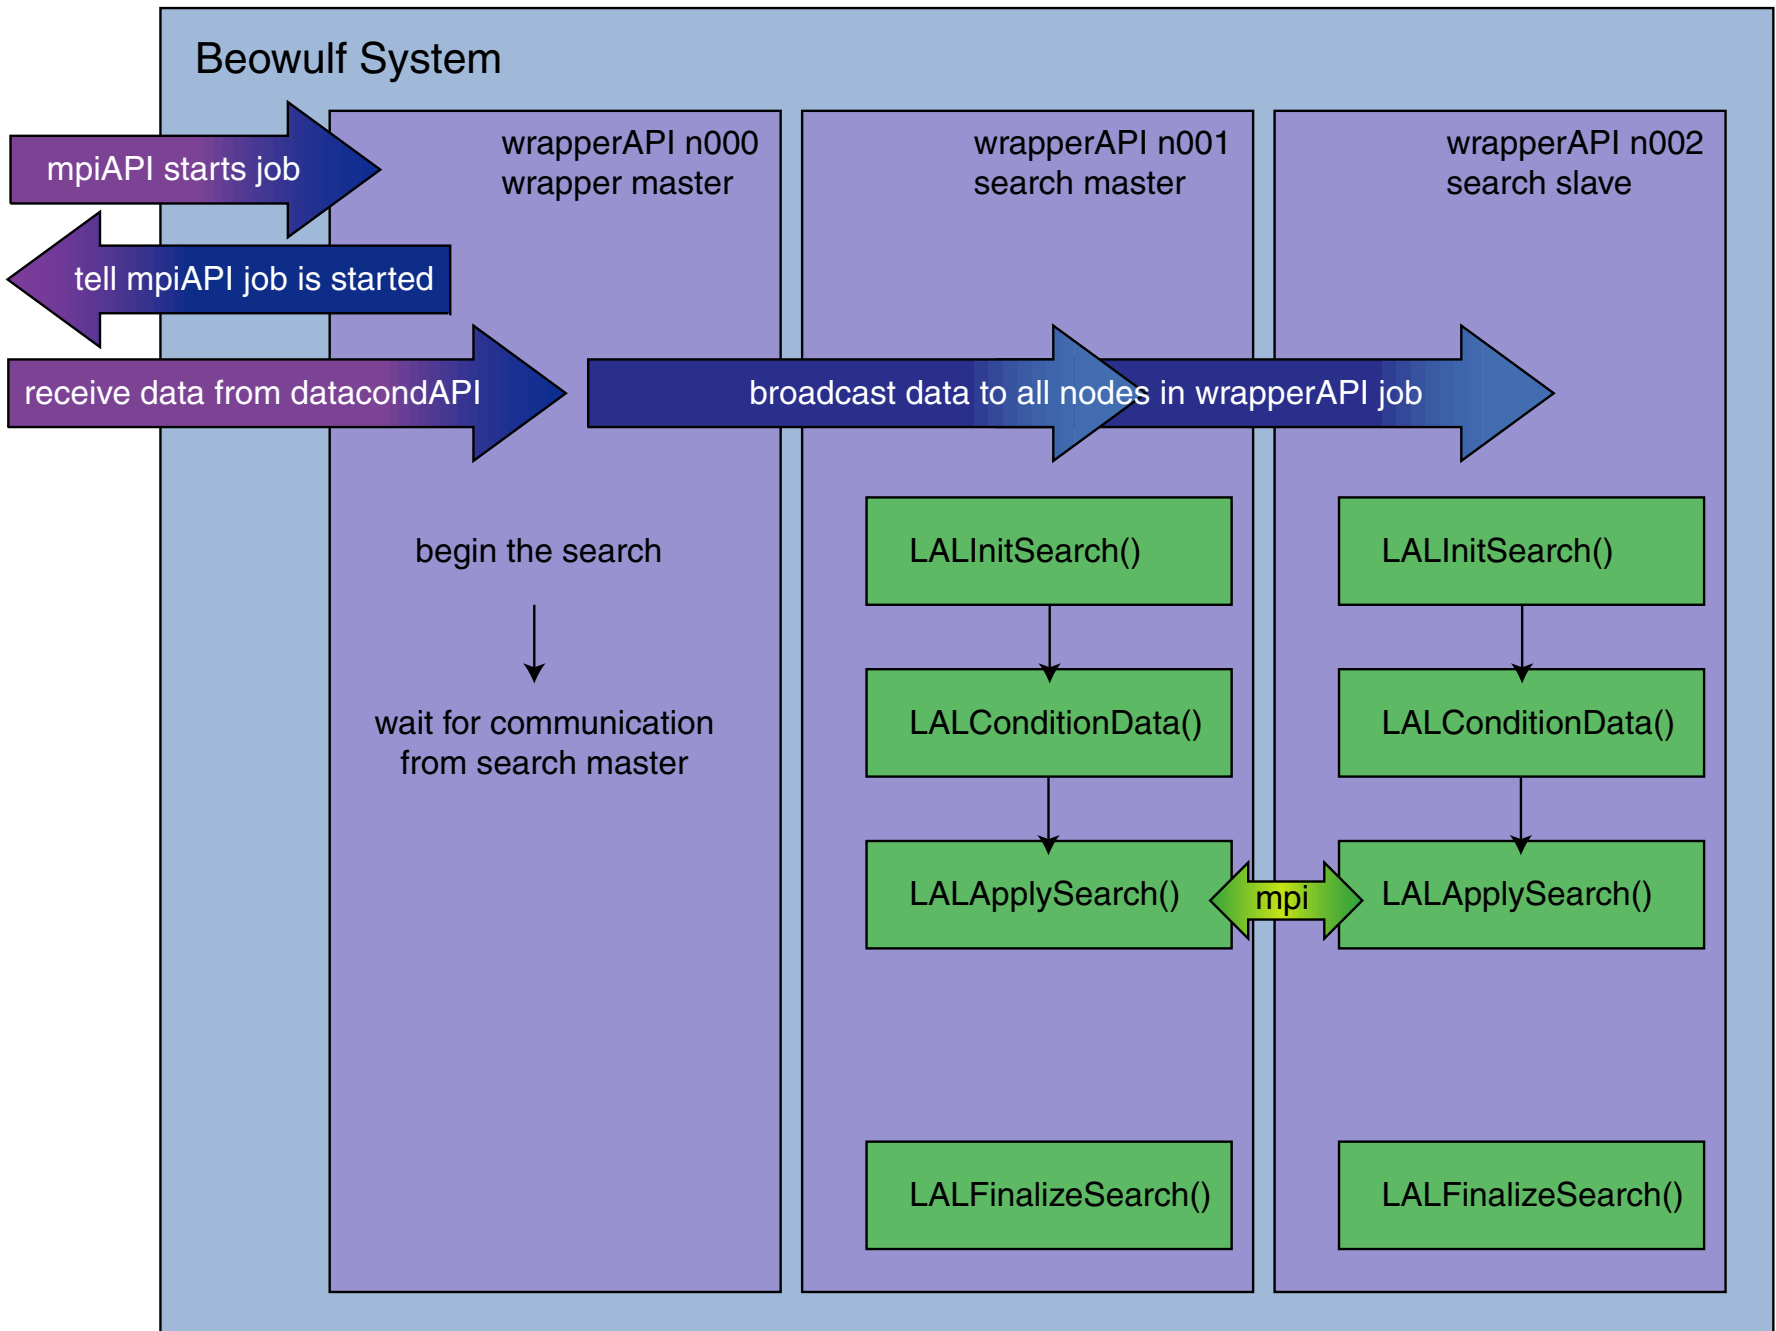 Beowulf System
wrapperAPI n000
wrapper master
wrapperAPI n001
search master
wrapperAPI n002
search slave
mpiAPI starts job
tell mpiAPI job is started
receive data from datacondAPI
broadcast data to all nodes in wrapperAPI job
begin the search
wait for communication
from search master
LALInitSearch()
LALConditionData()
LALApplySearch()
mpi
LALFinalizeSearch()
LALInitSearch()
LALConditionData()
LALApplySearch()
LALFinalizeSearch()